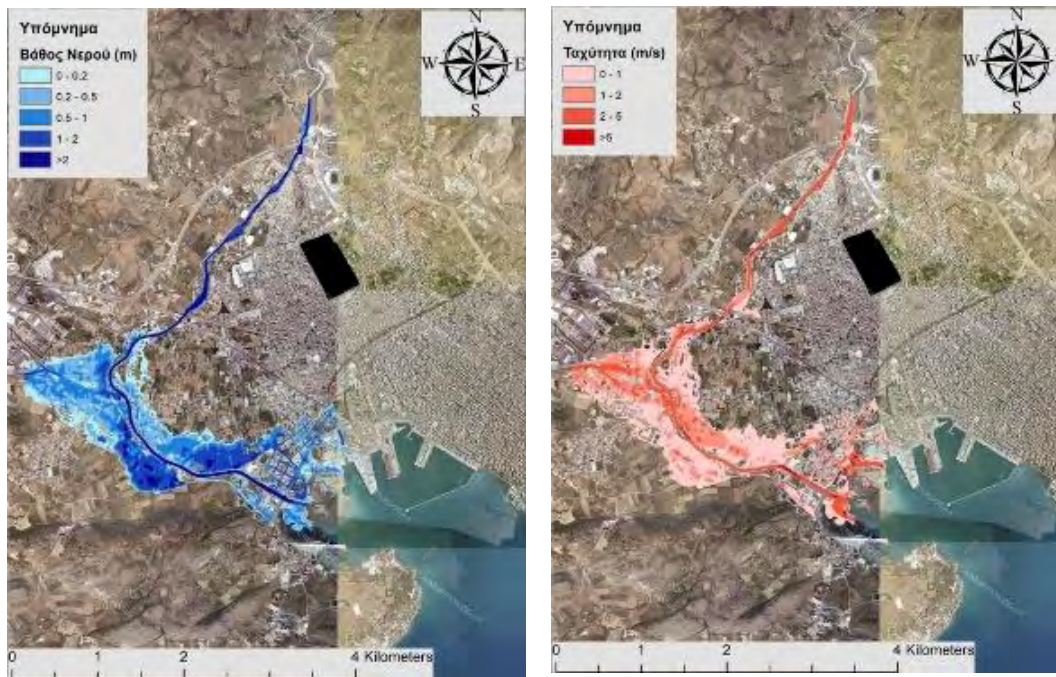 Υπόμνημα
Βάθος Νερού (m)
0 - 0.2
0.2 - 0.5
0.5 - 1
1 - 2
>2
N
W
E
S
0
1
2
4 Kilometers
Υπόμνημα
Ταχύτητα (m/s)
0 - 1
1 - 2
2 - 5
>5
N
W
E
S
0
1
2
4 Kilometers